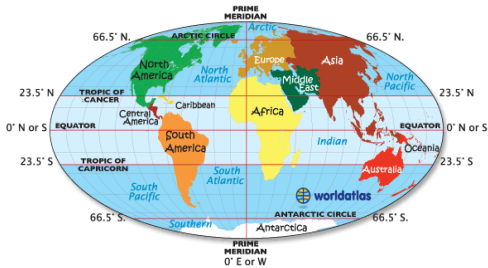 PRIME
MERIDIAN
Arctic
66.5° N.
ARCTIC CIRCLE
66.5° N.
North
America
Europe
Asia
North
Atlantic
Middle
East
North
Pacific
23.5 N
TROPIC OF
CANCER
23.5 N
Caribbean
Central
America
Africa
0° N or S
EQUATOR
EQUATOR
0° N or S
South
America
Indian
Oceania
23.5° S
TROPIC OF
CAPRICORN
Australia
23.5° S
South
Atlantic
South
Pacific
worldatlas
66.5° S.
ANTARCTIC CIRCLE
66.5° S.
Southern
Antarctica
PRIME
MERIDIAN
0° E or W